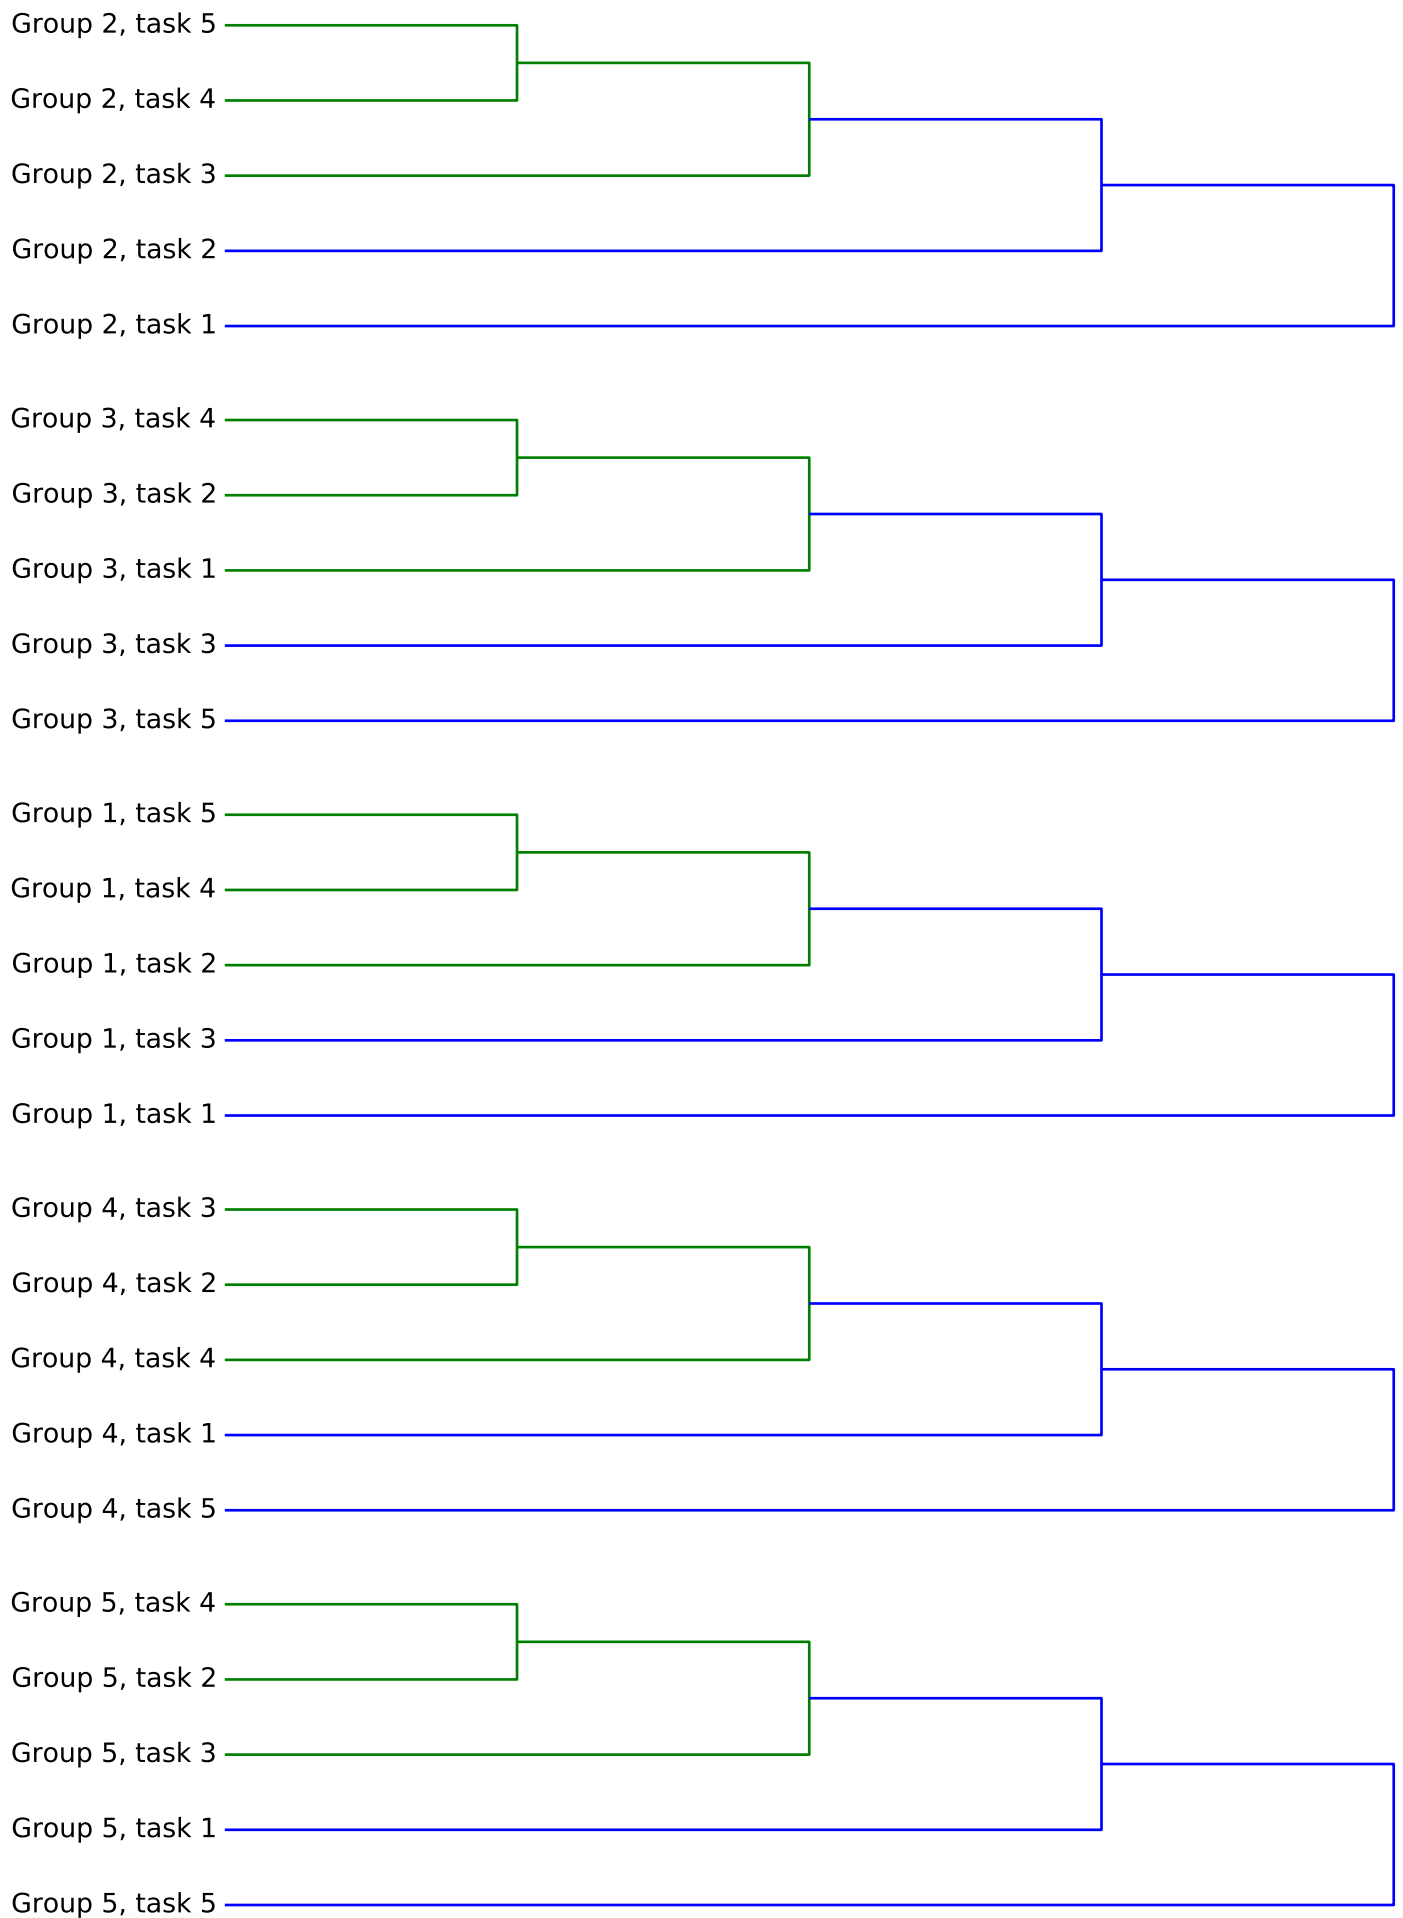 Group 2, task 5
Group 2, task 4
Group 2, task 3
Group 2, task 2
Group 2, task 1
Group 3, task 4
Group 3, task 2
Group 3, task 1
Group 3, task 3
Group 3, task 5
Group 1, task 5
Group 1, task 4
Group 1, task 2
Group 1, task 3
Group 1, task 1
Group 4, task 3
Group 4, task 2
Group 4, task 4
Group 4, task 1
Group 4, task 5
Group 5, task 4
Group 5, task 2
Group 5, task 3
Group 5, task 1
Group 5, task 5